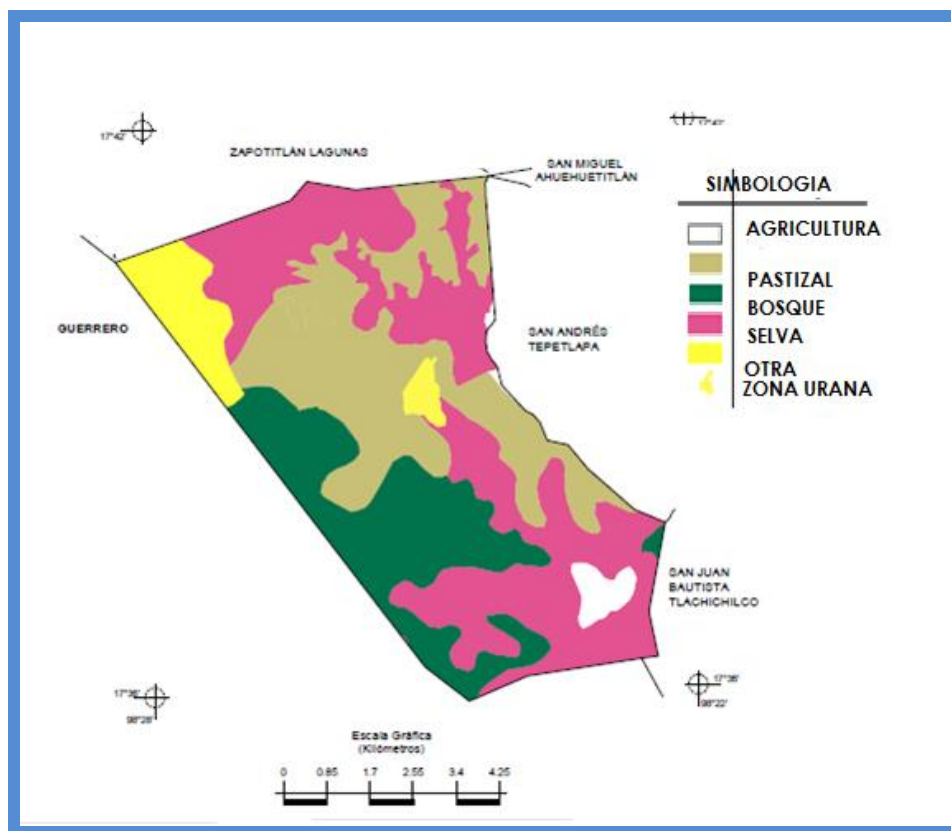 17°42'
17°42'
ZAPOTITLÁN LAGUNAS
SAN MIGUEL
AHUEHUETITLÁN
SIMBOLOGIA
AGRICULTURA
PASTIZAL
BOSQUE
SELVA
OTRA
ZONA URANA
GUERRERO
SAN ANDRÉS
TEPETLAPA
SAN JUAN
BAUTISTA
TLACHICHILCO
17°36'
98°28'
17°36'
98°22'
Escala Gráfica
(Kilómetros)
0 0.85 1.7 2.55 3.4 4.25